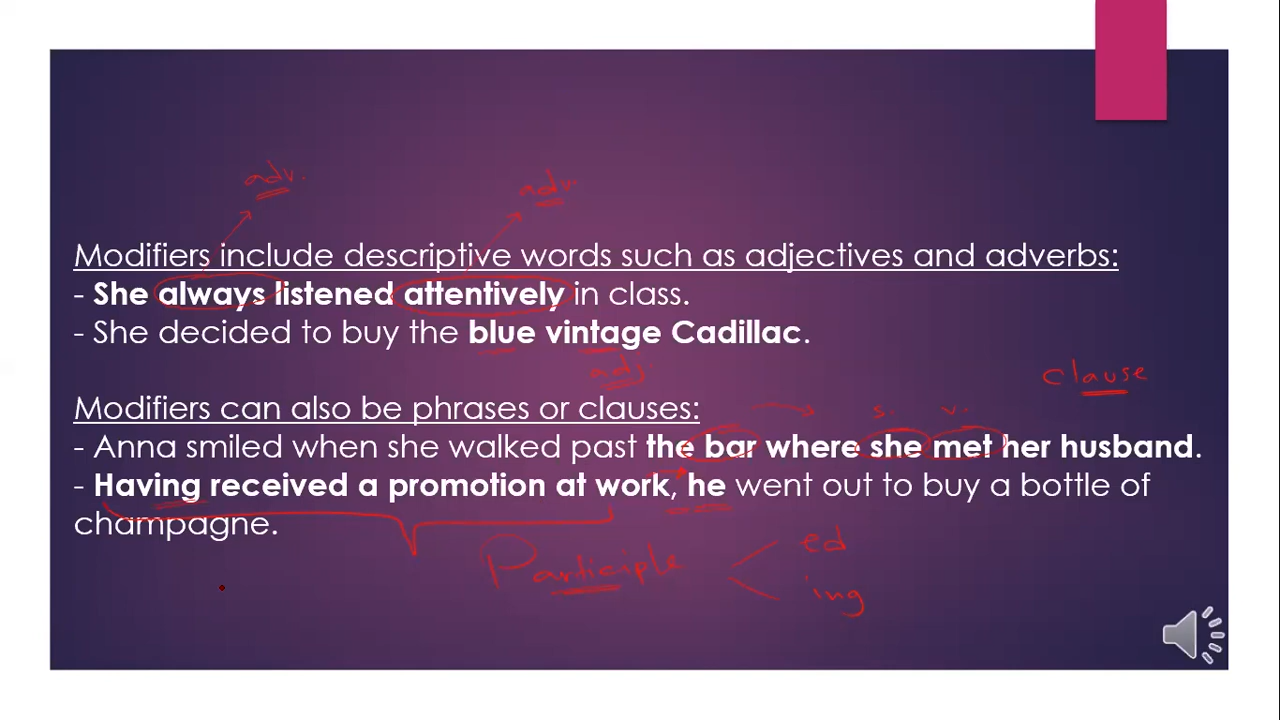 adv. adv.
Modifiers include descriptive words such as adjectives and adverbs:
- She always listened attentively in class.
- She decided to buy the blue vintage Cadillac.
adj. clause
Modifiers can also be phrases or clauses:
s. v.
- Anna smiled when she walked past the bar where she met her husband.
- Having received a promotion at work, he went out to buy a bottle of
champagne.
Participle ed
ing